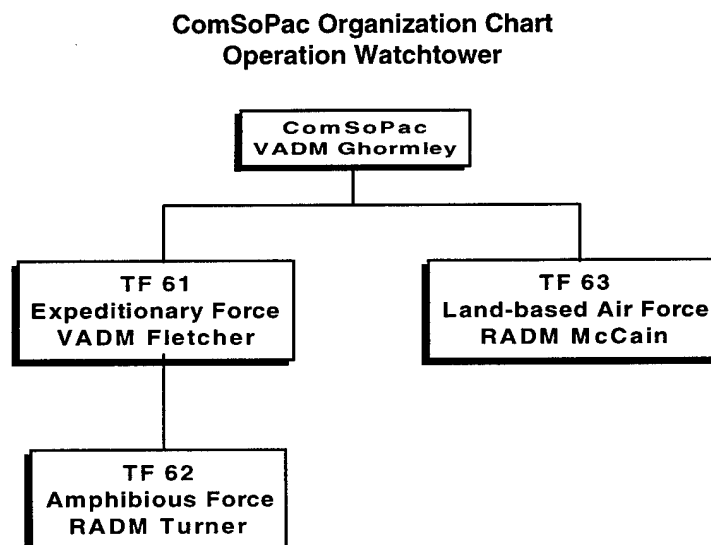 ComSoPac Organization Chart
Operation Watchtower
ComSoPac
VADM Ghormley
TF 61
Expeditionary Force
VADM Fletcher
TF 63
Land-based Air Force
RADM McCain
TF 62
Amphibious Force
RADM Turner